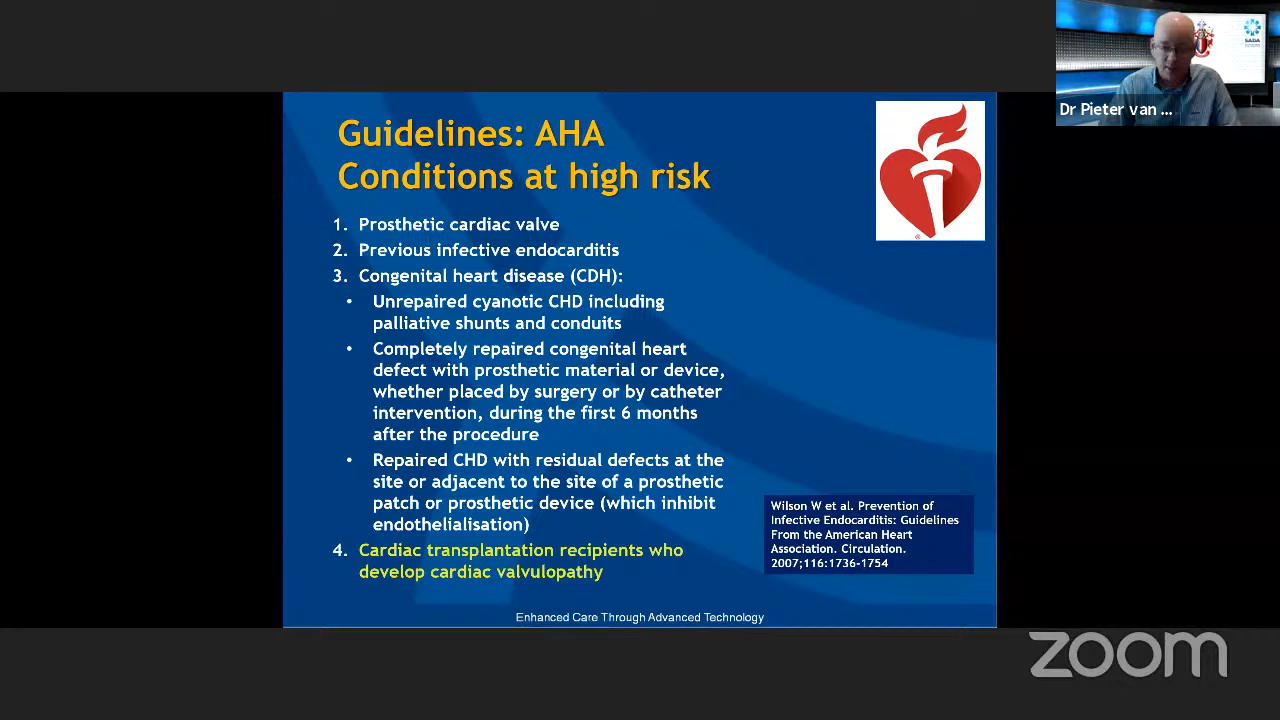 Guidelines: AHA
Conditions at high risk
1. Prosthetic cardiac valve
2. Previous infective endocarditis
3. Congenital heart disease (CDH):
• Unrepaired cyanotic CHD including
palliative shunts and conduits
• Completely repaired congenital heart
defect with prosthetic material or device,
whether placed by surgery or by catheter
intervention, during the first 6 months
after the procedure
• Repaired CHD with residual defects at the
site or adjacent to the site of a prosthetic
patch or prosthetic device (which inhibit
endothelialisation)
4. Cardiac transplantation recipients who
develop cardiac valvulopathy
Wilson W et al. Prevention of
Infective Endocarditis: Guidelines
From the American Heart
Association. Circulation.
2007;116:1736-1754
Enhanced Care Through Advanced Technology
SADA
Dr Pieter van ...
zoom